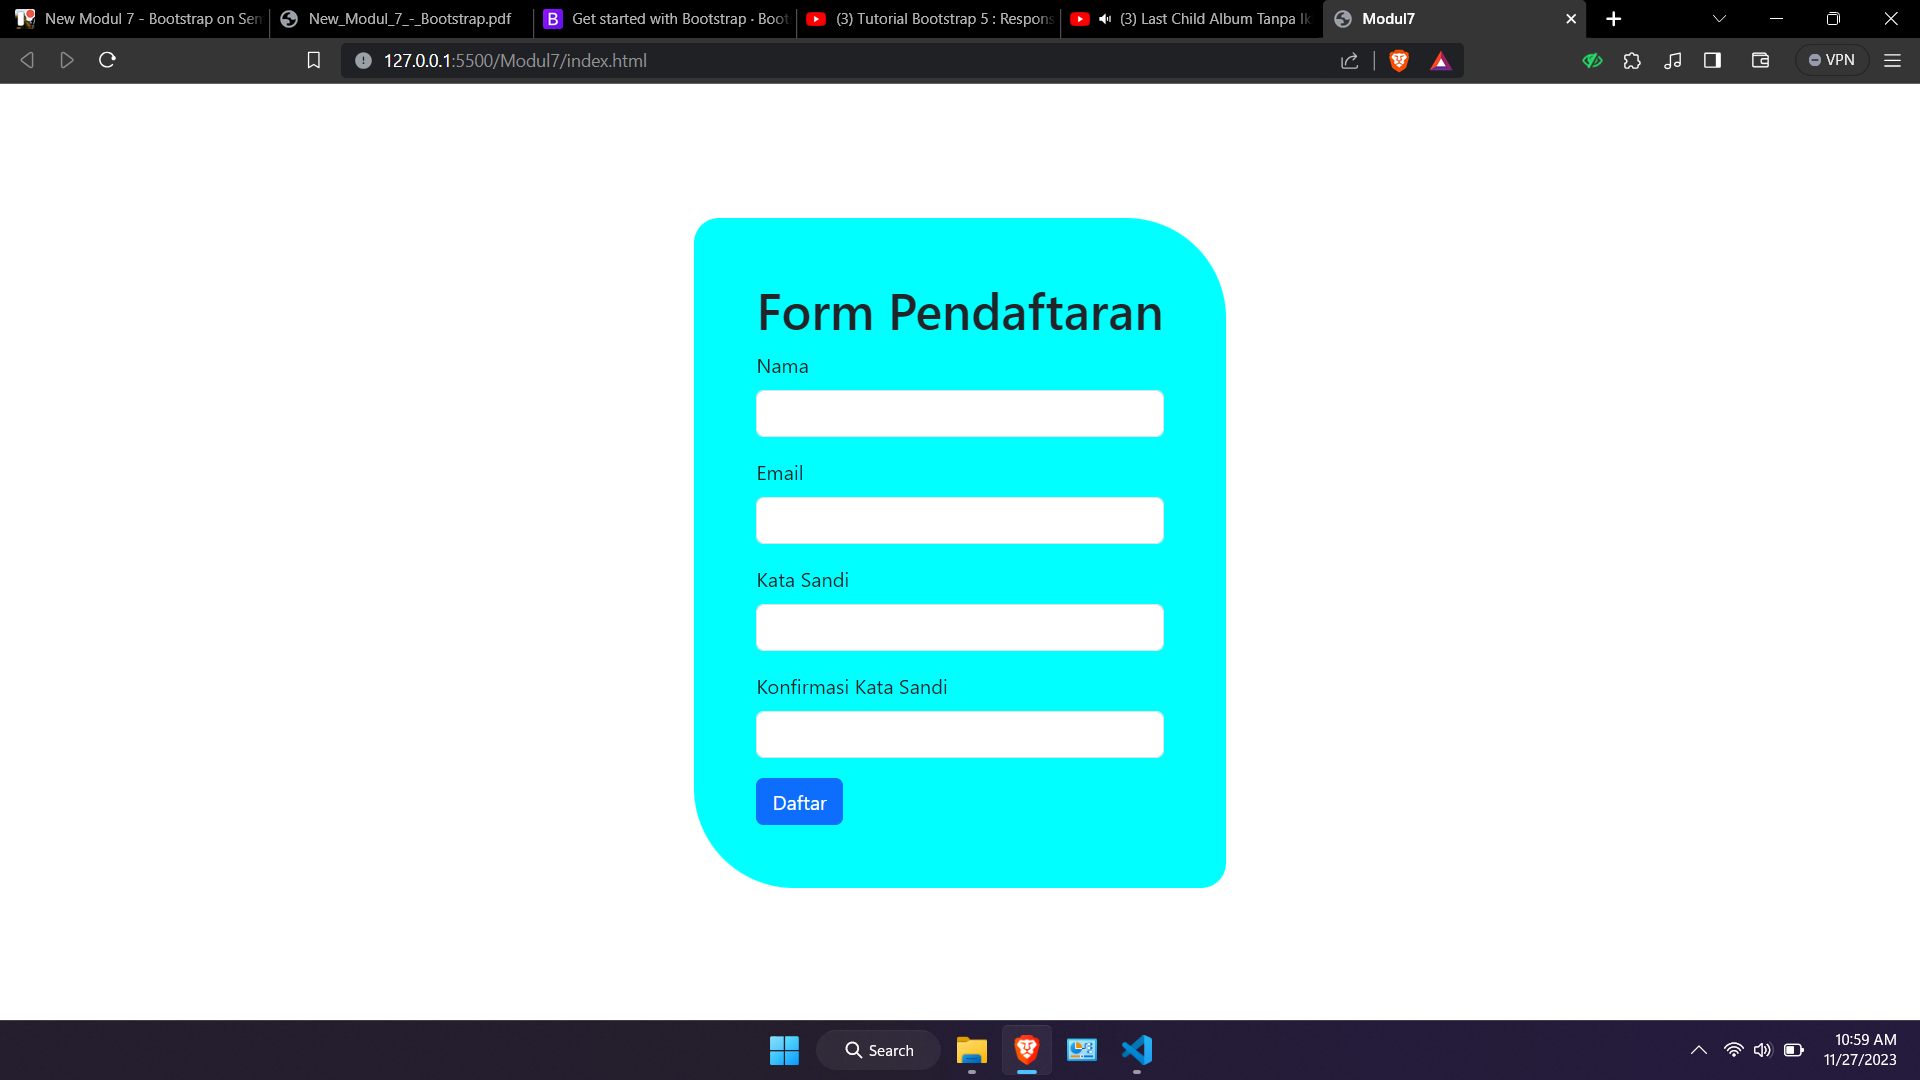 New Modul 7 - Bootstrap on Sem
New_Modul_7_-_Bootstrap.pdf
B
Get started with Bootstrap · Boot
(3) Tutorial Bootstrap 5 : Respons
(3) Last Child Album Tanpa Ik
Modul7
127.0.0.1:5500/Modul7/index.html
VPN
Form Pendaftaran
Nama
Email
Kata Sandi
Konfirmasi Kata Sandi
Daftar
Search
10:59 AM
11/27/2023